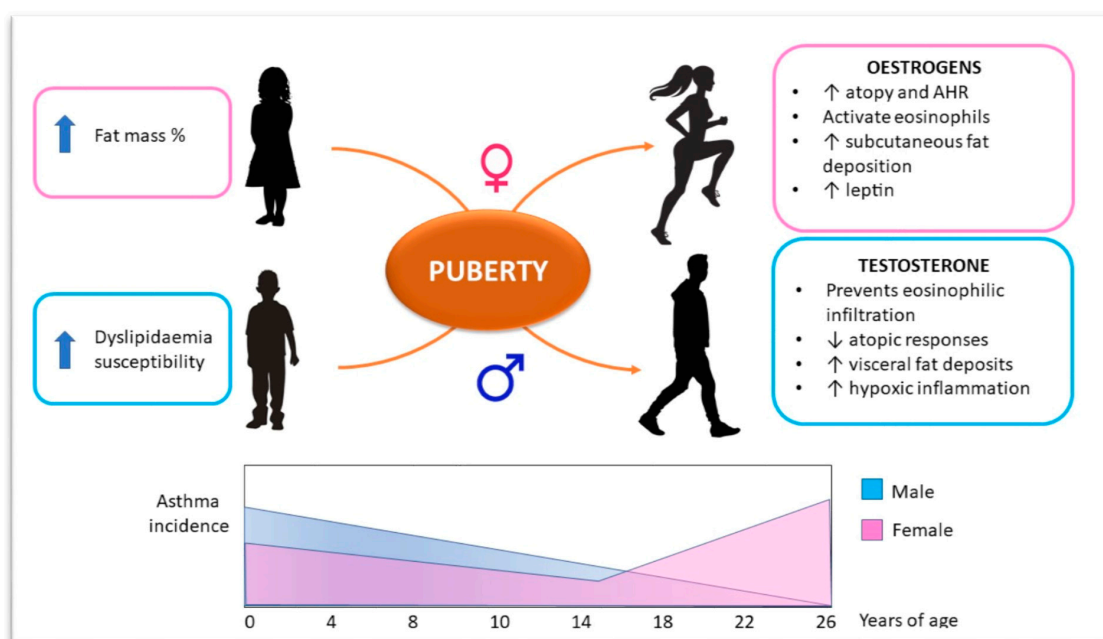 ↑ Fat mass %
OESTROGENS
• ↑ atopy and AHR
• Activate eosinophils
• ↑ subcutaneous fat
deposition
• ↑ leptin
♀
PUBERTY
♂
↑ Dyslipidaemia
susceptibility
TESTOSTERONE
• Prevents eosinophilic
infiltration
• ↓ atopic responses
• ↑ visceral fat deposits
• ↑ hypoxic inflammation
Asthma
incidence
Male
Female
0 4 8 10 14 18 22 26 Years of age